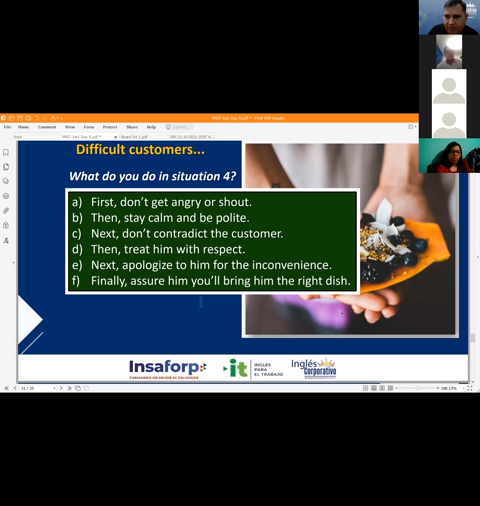 File Home Comment View Form Protect Share Help
Start
Difficult customers...
What do you do in situation 4?
a) First, don't get angry or shout.
b) Then, stay calm and be polite.
c) Next, don't contradict the customer.
d) Then, treat him with respect.
e) Next, apologize to him for the inconvenience.
f) Finally, assure him you'll bring him the right dish.
Insaforp
FORMANDO UN MEJOR EL SALVADOR
it
INGLÉS
PARA
EL TRABAJO
Inglés
Corporativo